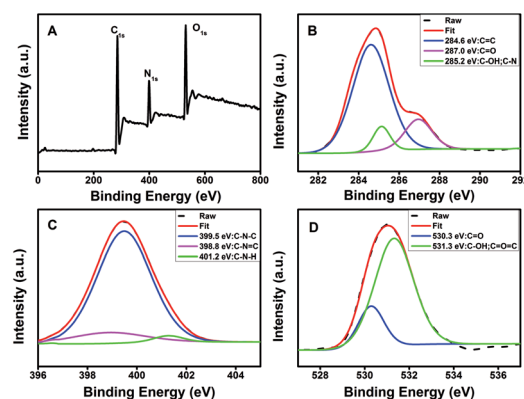 A
C1s
N1s
O1s
Intensity (a.u.)
0 200 400 600 800
Binding Energy (eV)
B
Raw
Fit
284.6 eV:C=C
287.0 eV:C=O
285.2 eV:C-OH;C-N
Intensity (a.u.)
282 284 286 288 290 292
Binding Energy (eV)
C
Raw
Fit
399.5 eV:C-N-C
398.8 eV:C-N=C
401.2 eV:C-N-H
Intensity (a.u.)
396 398 400 402 404
Binding Energy (eV)
D
Raw
Fit
530.3 eV:C=O
531.3 eV:C-OH;C=O=C
Intensity (a.u.)
528 530 532 534 536
Binding Energy (eV)